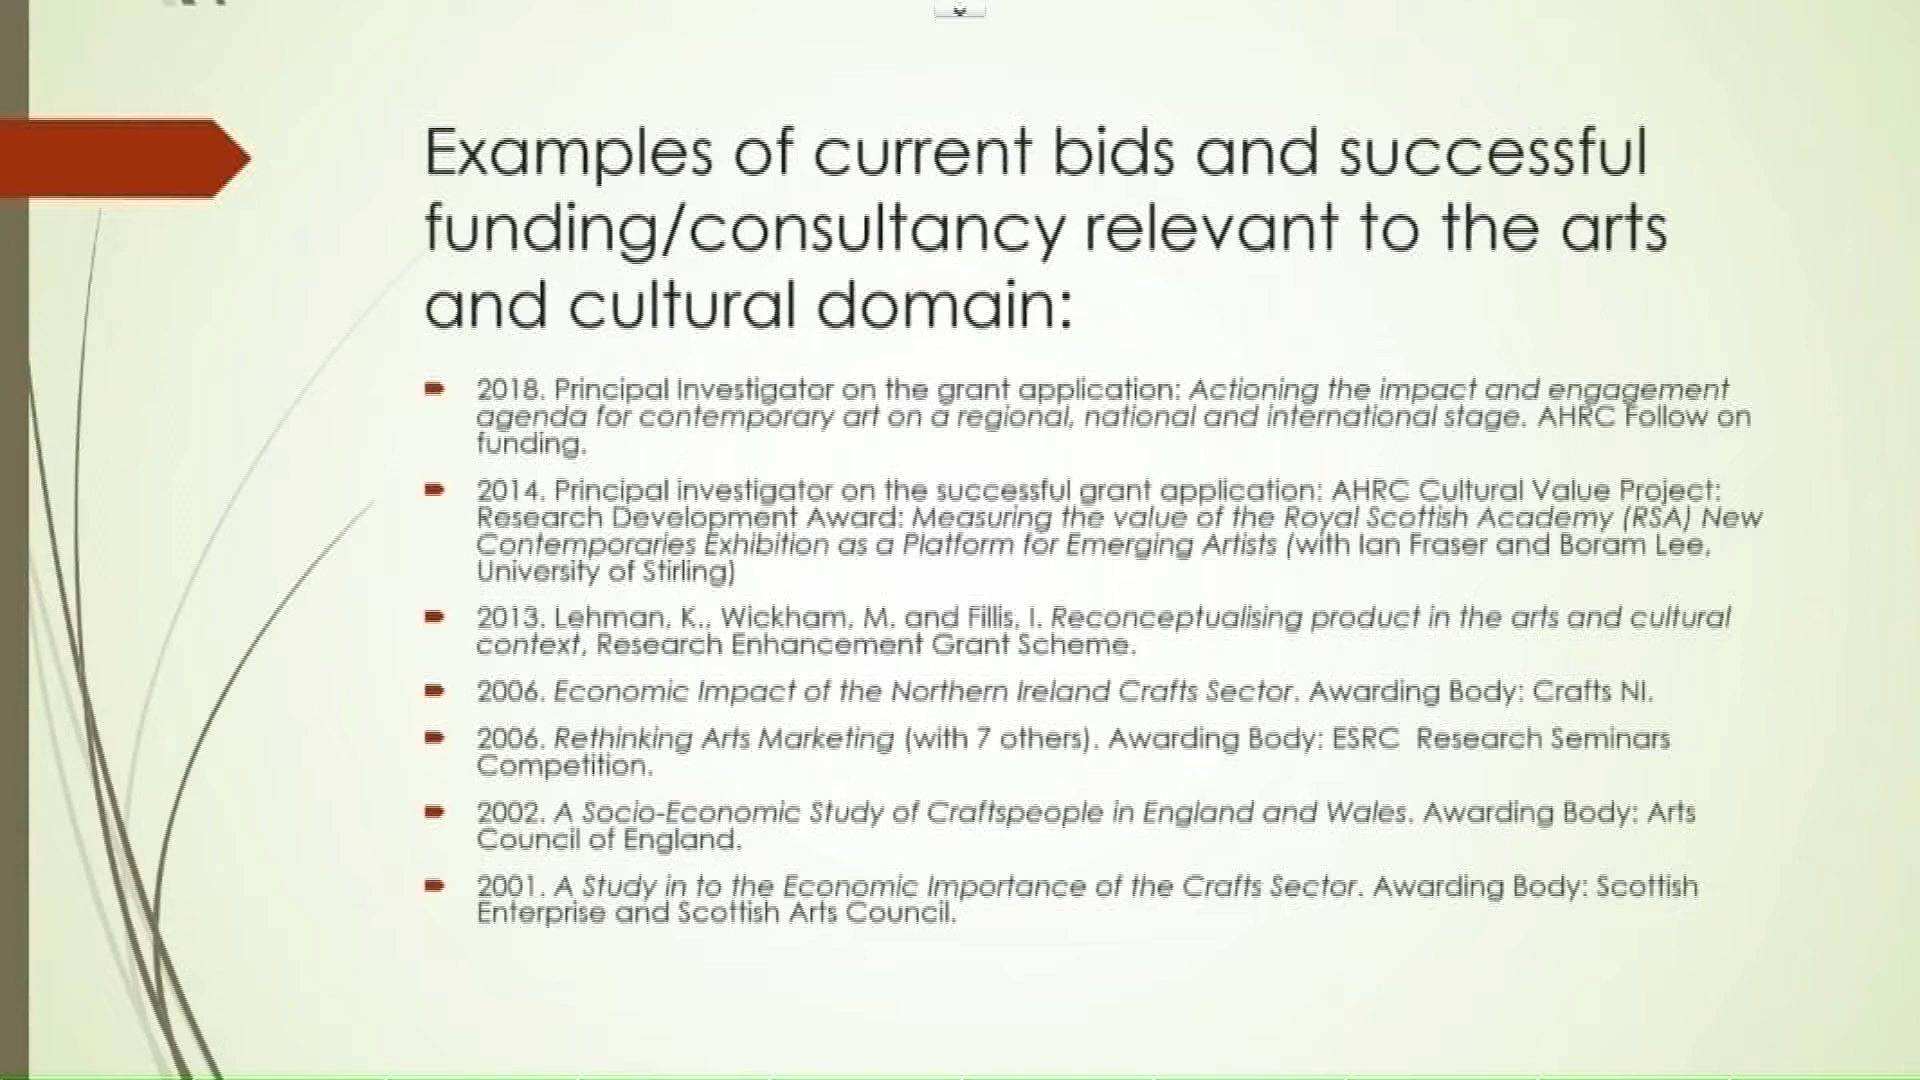 Examples of current bids and successful
funding/consultancy relevant to the arts
and cultural domain:
2018. Principal Investigator on the grant application: Actioning the impact and engagement
agenda for contemporary art on a regional, national and international stage. AHRC Follow on
funding.
2014. Principal investigator on the successful grant application: AHRC Cultural Value Project:
Research Development Award: Measuring the value of the Royal Scottish Academy (RSA) New
Contemporaries Exhibition as a Platform for Emerging Artists (with Ian Fraser and Boram Lee,
University of Stirling)
2013. Lehman, K., Wickham, M. and Fillis, I. Reconceptualising product in the arts and cultural
context, Research Enhancement Grant Scheme.
2006. Economic Impact of the Northern Ireland Crafts Sector. Awarding Body: Crafts NI.
2006. Rethinking Arts Marketing (with 7 others). Awarding Body: ESRC  Research Seminars
Competition.
2002. A Socio-Economic Study of Craftspeople in England and Wales. Awarding Body: Arts
Council of England.
2001. A Study in to the Economic Importance of the Crafts Sector. Awarding Body: Scottish
Enterprise and Scottish Arts Council.